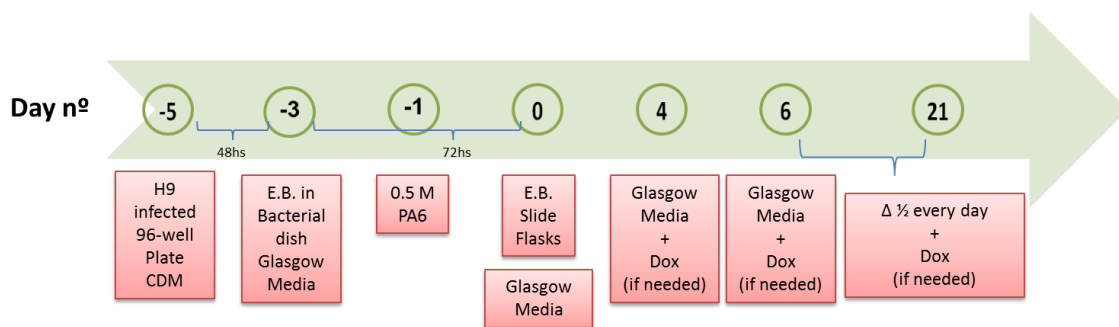 Day nº
-5
-3
-1
0
4
6
21
48hs
72hs
H9
infected
96-well
Plate
CDM
E.B. in
Bacterial
dish
Glasgow
Media
0.5 M
PA6
E.B.
Slide
Flasks
Glasgow
Media
Glasgow
Media
+
Dox
(if needed)
Glasgow
Media
+
Dox
(if needed)
Δ ½ every day
+
Dox
(if needed)